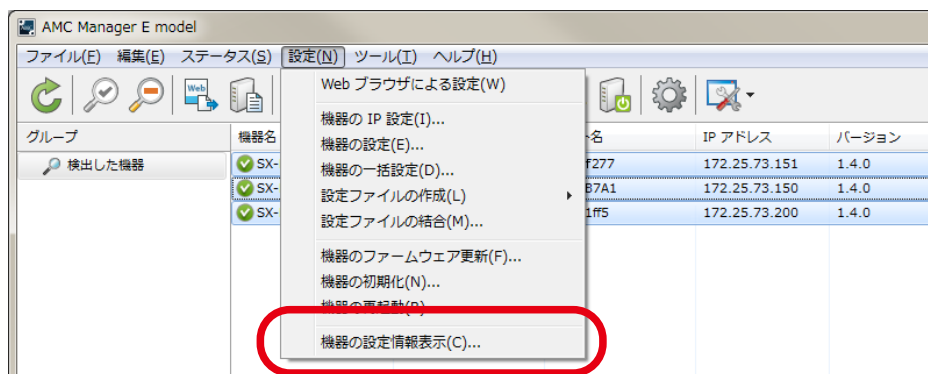 AMC Manager E model
ファイル(F) 編集(E) ステータス(S) 設定(N) ツール(T) ヘルプ(H)
Web
Web ブラウザによる設定(W)
機器の IP 設定(I)...
機器の設定(E)...
機器の一括設定(D)...
設定ファイルの作成(L)
設定ファイルの結合(M)...
機器のファームウェア更新(F)...
機器の初期化(N)...
機器の再起動(R)...
機器の設定情報表示(C)...
グループ 機器名 名 IP アドレス バージョン
検出した機器 SX- f277 172.25.73.151 1.4.0
SX- B7A1 172.25.73.150 1.4.0
SX- 1ff5 172.25.73.200 1.4.0